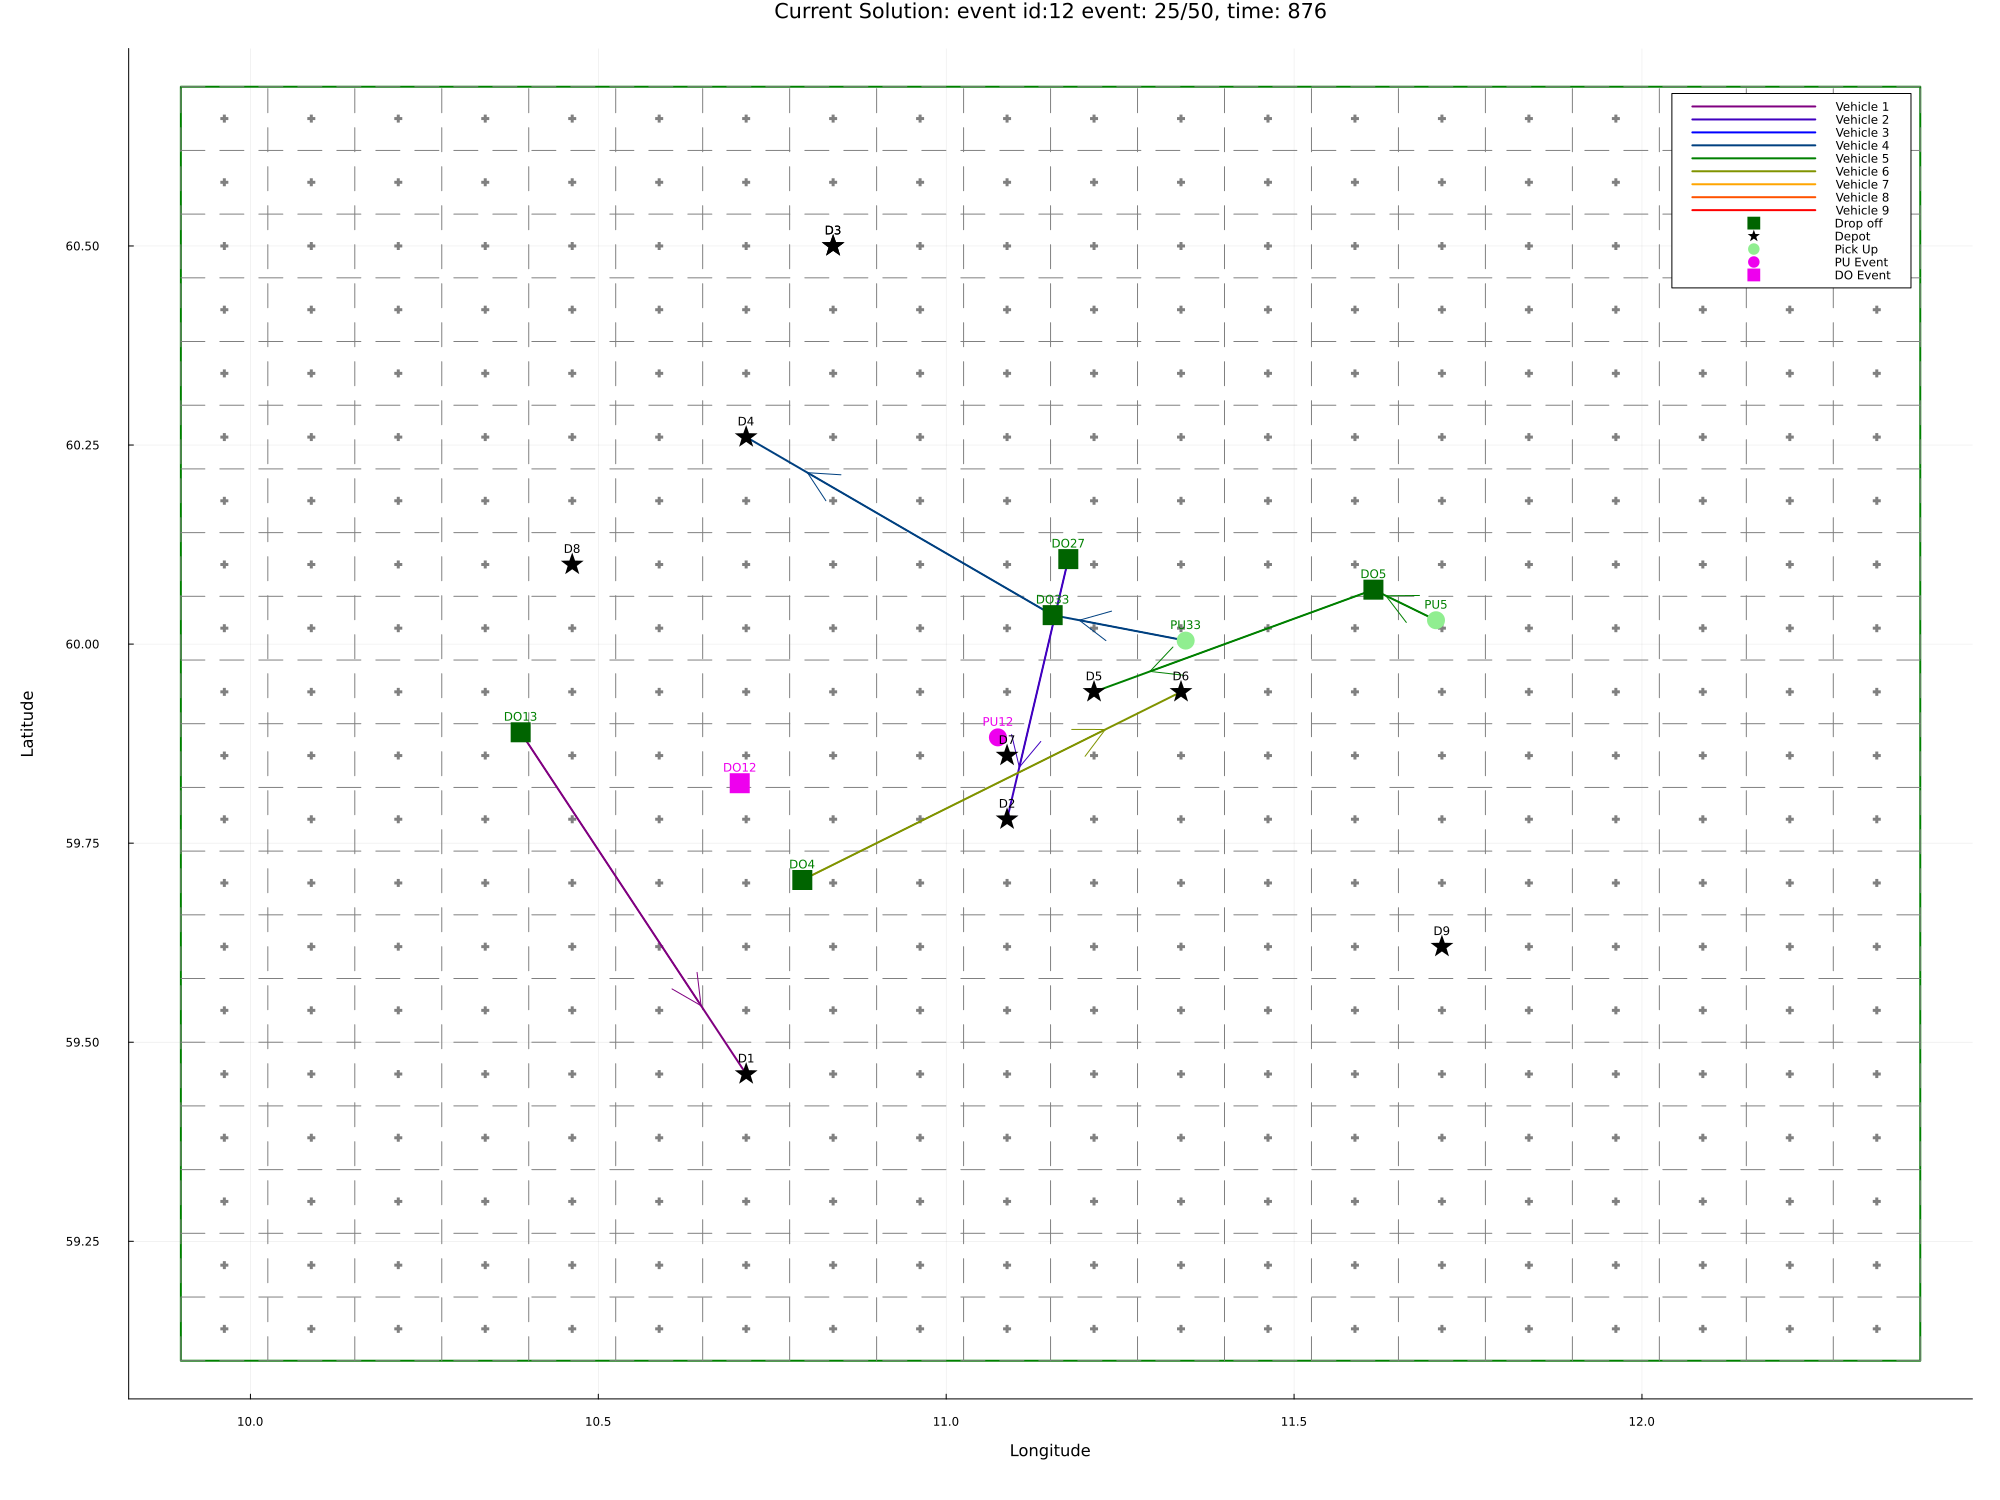 Current Solution: event id:12 event: 25/50, time: 876
Vehicle 1
Vehicle 2
Vehicle 3
Vehicle 4
Vehicle 5
Vehicle 6
Vehicle 7
Vehicle 8
Vehicle 9
Drop off
Depot
Pick Up
PU Event
DO Event
D3
60.50
D4
60.25
DO27
D8
DO5
DO33
PU5
PU33
60.00
D5
D6
DO13
PU12
D7
DO12
D2
59.75
DO4
D9
59.50
D1
59.25
Latitude
10.0
10.5
11.0
11.5
12.0
Longitude